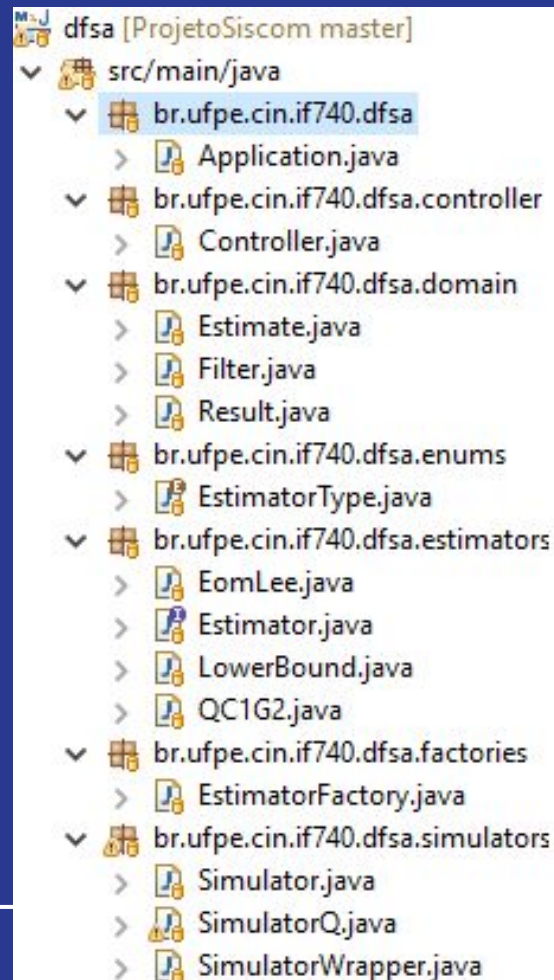 dfsa [ProjetoSiscom master]
src/main/java
br.ufpe.cin.if740.dfsa
Application.java
br.ufpe.cin.if740.dfsa.controller
Controller.java
br.ufpe.cin.if740.dfsa.domain
Estimate.java
Filter.java
Result.java
br.ufpe.cin.if740.dfsa.enums
EstimatorType.java
br.ufpe.cin.if740.dfsa.estimators
EomLee.java
Estimator.java
LowerBound.java
QC1G2.java
br.ufpe.cin.if740.dfsa.factories
EstimatorFactory.java
br.ufpe.cin.if740.dfsa.simulators
Simulator.java
SimulatorQ.java
SimulatorWrapper.java